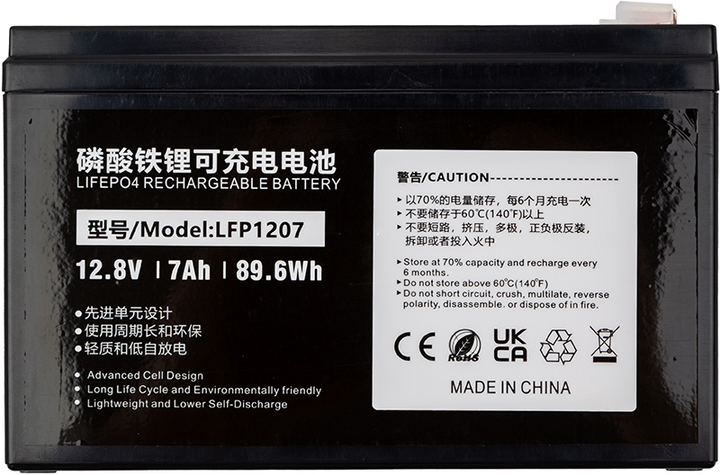 磷酸铁锂可充电电池
LIFEPO4 RECHARGEABLE BATTERY
型号/Model:LFP1207
12.8V | 7Ah | 89.6Wh
●先进单元设计
●使用周期长和环保
●轻质和低自放电
● Advanced Cell Design
● Long Life Cycle and Environmentally friendly
● Lightweight and Lower Self-Discharge
警告/CAUTION
▸ 以70%的电量储存，每6个月充电一次
▸ 不要储存于60℃(140℉)以上
▸ 不要短路，挤压，多极，正负极反装，
拆卸或者投入火中
▸ Store at 70% capacity and recharge every
6 months.
▸ Do not store above 60℃(140℉)
▸ Do not short circuit, crush, multilate, reverse
polarity, disassemble. or dispose of in fire.
CE RoHS UK CA
MADE IN CHINA